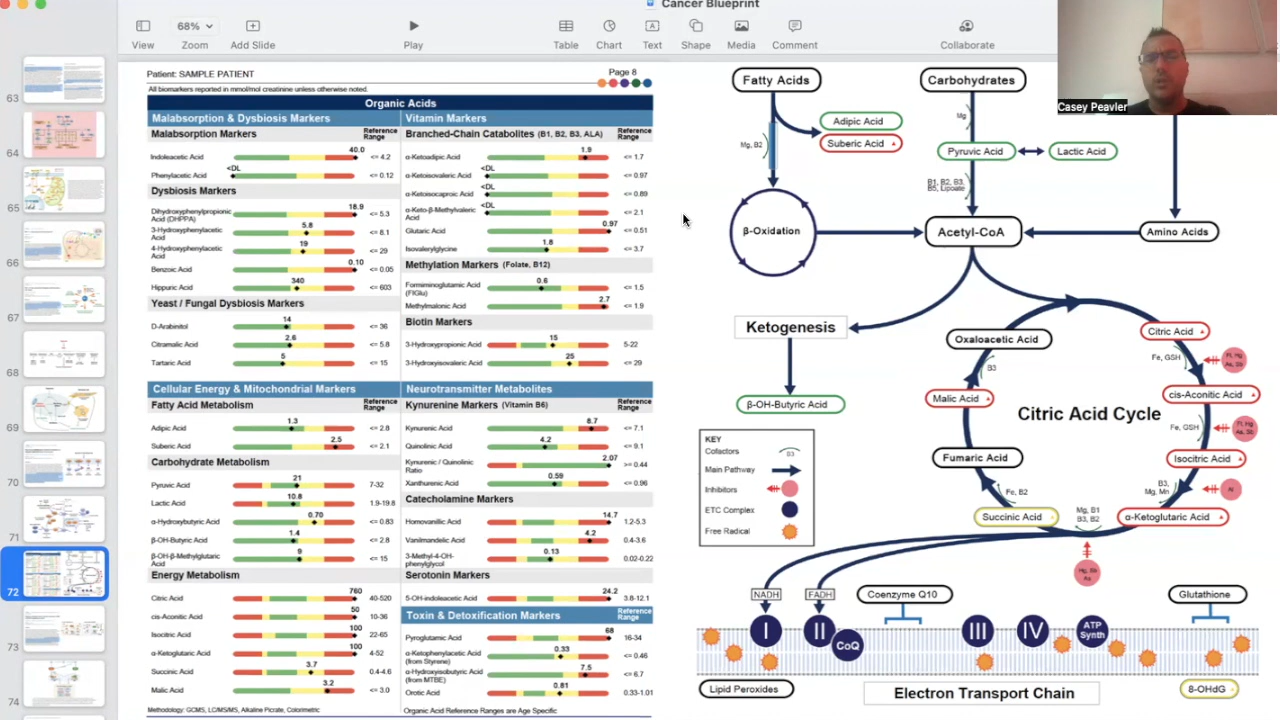 Cancer Blueprint
68%
View
Zoom
Add Slide
Play
Table
Chart
Text
Shape
Media
Comment
Collaborate
Casey Peavler
63
64
65
66
67
68
69
70
71
72
73
74
Patient: SAMPLE PATIENT
Page 8
All biomarkers reported in mmol/mol creatinine unless otherwise noted.
Organic Acids
Malabsorption & Dysbiosis Markers
Malabsorption Markers
Reference Range
Indoleacetic Acid 40.0 <= 4.2
Phenylacetic Acid <DL <= 0.12
Dysbiosis Markers
Dihydroxyphenylpropionic Acid (DHPPA) 18.9 <= 5.3
3-Hydroxyphenylacetic Acid 5.8 <= 8.1
4-Hydroxyphenylacetic Acid 19 <= 29
Benzoic Acid 0.10 <= 0.05
Hippuric Acid 340 <= 603
Yeast / Fungal Dysbiosis Markers
D-Arabinitol 14 <= 36
Citramalic Acid 2.6 <= 5.8
Tartaric Acid 5 <= 15
Cellular Energy & Mitochondrial Markers
Fatty Acid Metabolism
Reference Range
Adipic Acid 1.3 <= 2.8
Suberic Acid 2.5 <= 2.1
Carbohydrate Metabolism
Pyruvic Acid 21 7-32
Lactic Acid 10.8 1.9-19.8
α-Hydroxybutyric Acid 0.70 <= 0.83
β-OH-Butyric Acid 1.4 <= 2.8
β-OH-β-Methylglutaric Acid 9 <= 15
Energy Metabolism
Citric Acid 760 40-520
cis-Aconitic Acid 50 10-36
Isocitric Acid 100 22-65
α-Ketoglutaric Acid 100 4-52
Succinic Acid 3.7 0.4-4.6
Malic Acid 3.2 <= 3.0
Methodology: GCMS, LC/MS/MS, Alkaline Picrate, Colorimetric
Vitamin Markers
Branched-Chain Catabolites (B1, B2, B3, ALA)
Reference Range
α-Ketoadipic Acid 1.9 <= 1.7
α-Ketoisovaleric Acid <DL <= 0.97
α-Ketoisocaproic Acid <DL <= 0.89
α-Keto-β-Methylvaleric Acid <DL <= 2.1
Glutaric Acid 0.97 <= 0.51
Isovalerylglycine 1.8 <= 3.7
Methylation Markers (Folate, B12)
Formiminoglutamic Acid (FIGlu) 0.6 <= 1.5
Methylmalonic Acid 2.7 <= 1.9
Biotin Markers
3-Hydroxypropionic Acid 15 5-22
3-Hydroxyisovaleric Acid 25 <= 29
Neurotransmitter Metabolites
Kynurenine Markers (Vitamin B6)
Reference Range
Kynurenic Acid 8.7 <= 7.1
Quinolinic Acid 4.2 <= 9.1
Kynurenic / Quinolinic Ratio 2.07 >= 0.44
Xanthurenic Acid 0.59 <= 0.96
Catecholamine Markers
Homovanillic Acid 14.7 1.2-5.3
Vanilmandelic Acid 4.2 0.4-3.6
3-Methyl-4-OH-phenylglycol 0.13 0.02-0.22
Serotonin Markers
5-OH-indoleacetic Acid 24.2 3.8-12.1
Toxin & Detoxification Markers
Reference Range
Pyroglutamic Acid 68 16-34
α-Ketophenylacetic Acid (from Styrene) 0.33 <= 0.46
α-Hydroxyisobutyric Acid (from MTBE) 7.5 <= 6.7
Orotic Acid 0.81 0.33-1.01
Organic Acid Reference Ranges are Age Specific
Fatty Acids
Carbohydrates
Mg
Adipic Acid
Suberic Acid
Mg, B2
Pyruvic Acid
Lactic Acid
B1, B2, B3,
B5, Lipoate
β-Oxidation
Acetyl-CoA
Amino Acids
Ketogenesis
β-OH-Butyric Acid
Oxaloacetic Acid
Citric Acid
Fe, GSH
Fl, Hg
As, Sb
B3
Malic Acid
cis-Aconitic Acid
Citric Acid Cycle
Fe, GSH
Fl, Hg
As, Sb
Fumaric Acid
Isocitric Acid
B3,
Mg, Mn
Al
Fe, B2
Succinic Acid
Mg, B1
B3, B2
α-Ketoglutaric Acid
Hg, Sb
As
KEY
Cofactors
B3
Main Pathway
Inhibitors
ETC Complex
Free Radical
NADH
FADH
Coenzyme Q10
Glutathione
I
II
CoQ
III
IV
ATP
Synth
Lipid Peroxides
Electron Transport Chain
8-OHdG